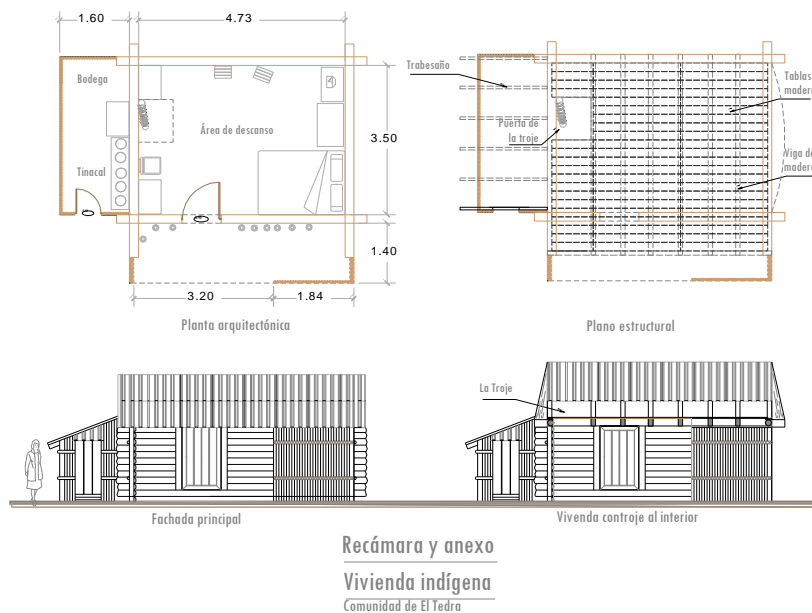 1.60
4.73
Bodega
Área de descanso
Tinacal
3.50
1.40
3.20
1.84
Planta arquitectónica
Trabesaño
Puerta de
la troje
Tablas
madera
Viga de
madera
Plano estructural
Fachada principal
La Troje
Vivenda controje al interior
Recámara y anexo
Vivienda indígena
Comunidad de El Tedra